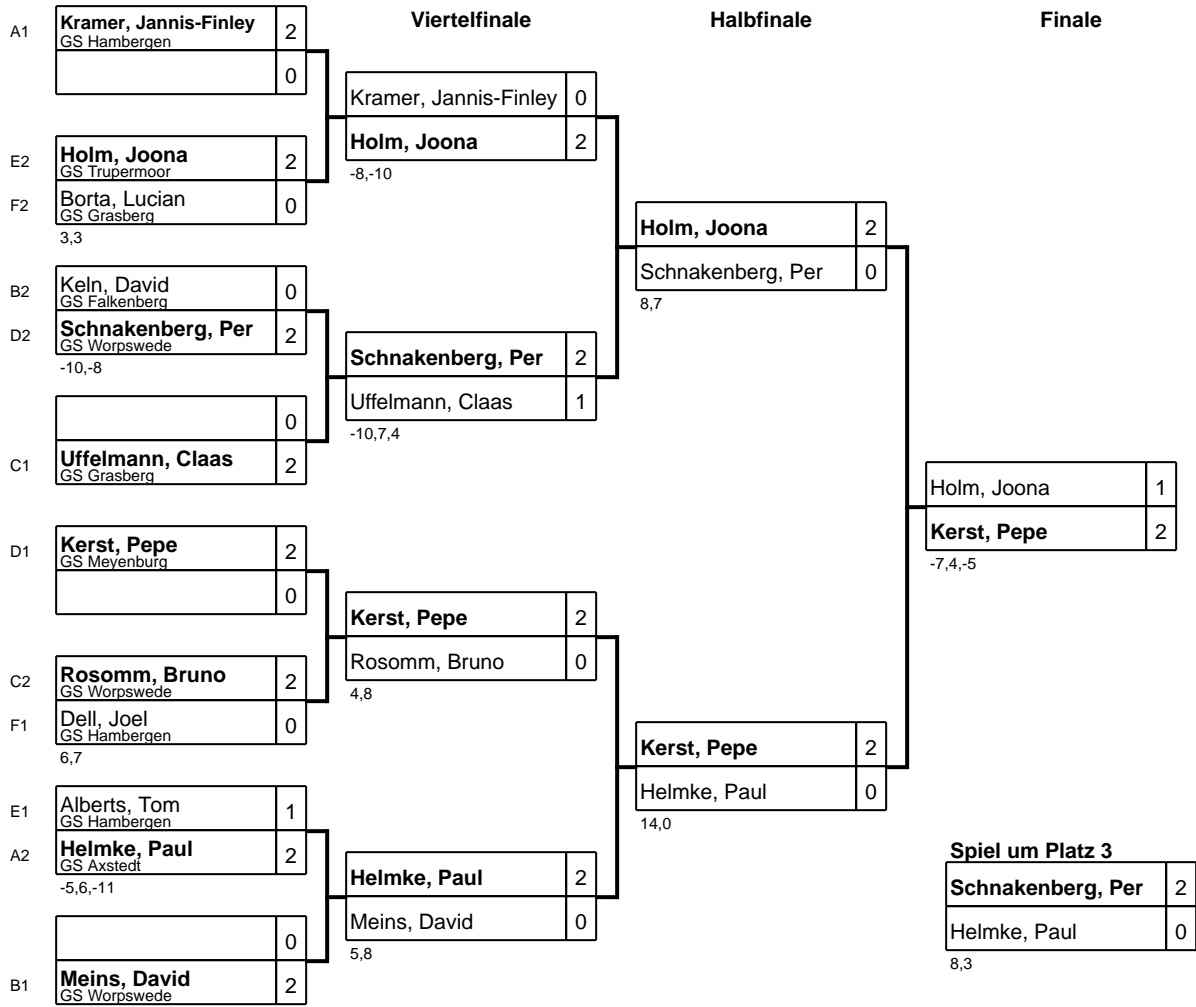 Viertelfinale
Halbfinale
Finale
A1
Kramer, Jannis-Finley 2
GS Hambergen
0
E2
Holm, Joona 2
GS Trupermoor
F2
Borta, Lucian 0
GS Grasberg
3,3
B2
Keln, David 0
GS Falkenberg
D2
Schnakenberg, Per 2
GS Worpswede
-10,-8
0
C1
Uffelmann, Claas 2
GS Grasberg
D1
Kerst, Pepe 2
GS Meyenburg
0
C2
Rosomm, Bruno 2
GS Worpswede
F1
Dell, Joel 0
GS Hambergen
6,7
E1
Alberts, Tom 1
GS Hambergen
A2
Helmke, Paul 2
GS Axstedt
-5,6,-11
0
B1
Meins, David 2
GS Worpswede
Kramer, Jannis-Finley 0
Holm, Joona 2
-8,-10
Schnakenberg, Per 2
Uffelmann, Claas 1
-10,7,4
Kerst, Pepe 2
Rosomm, Bruno 0
4,8
Helmke, Paul 2
Meins, David 0
5,8
Holm, Joona 2
Schnakenberg, Per 0
8,7
Kerst, Pepe 2
Helmke, Paul 0
14,0
Holm, Joona 1
Kerst, Pepe 2
-7,4,-5
Spiel um Platz 3
Schnakenberg, Per 2
Helmke, Paul 0
8,3